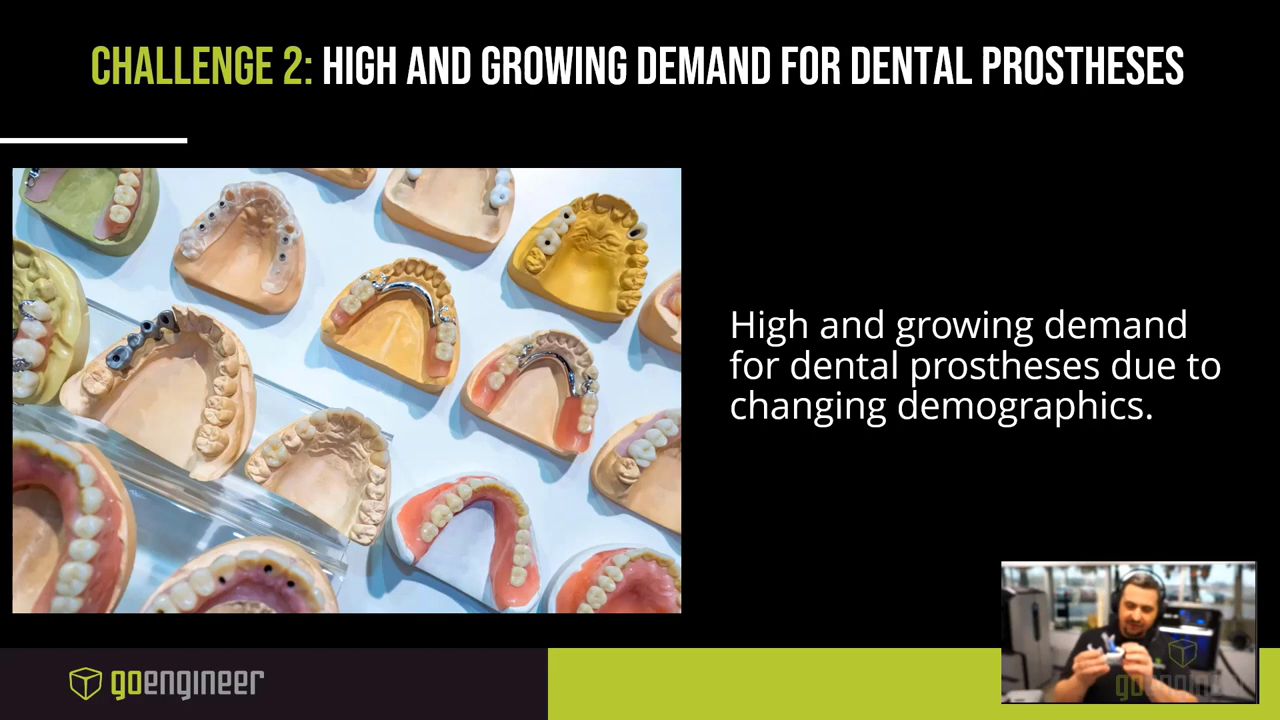 CHALLENGE 2: HIGH AND GROWING DEMAND FOR DENTAL PROSTHESES
High and growing demand
for dental prostheses due to
changing demographics.
goengineer
goengineer